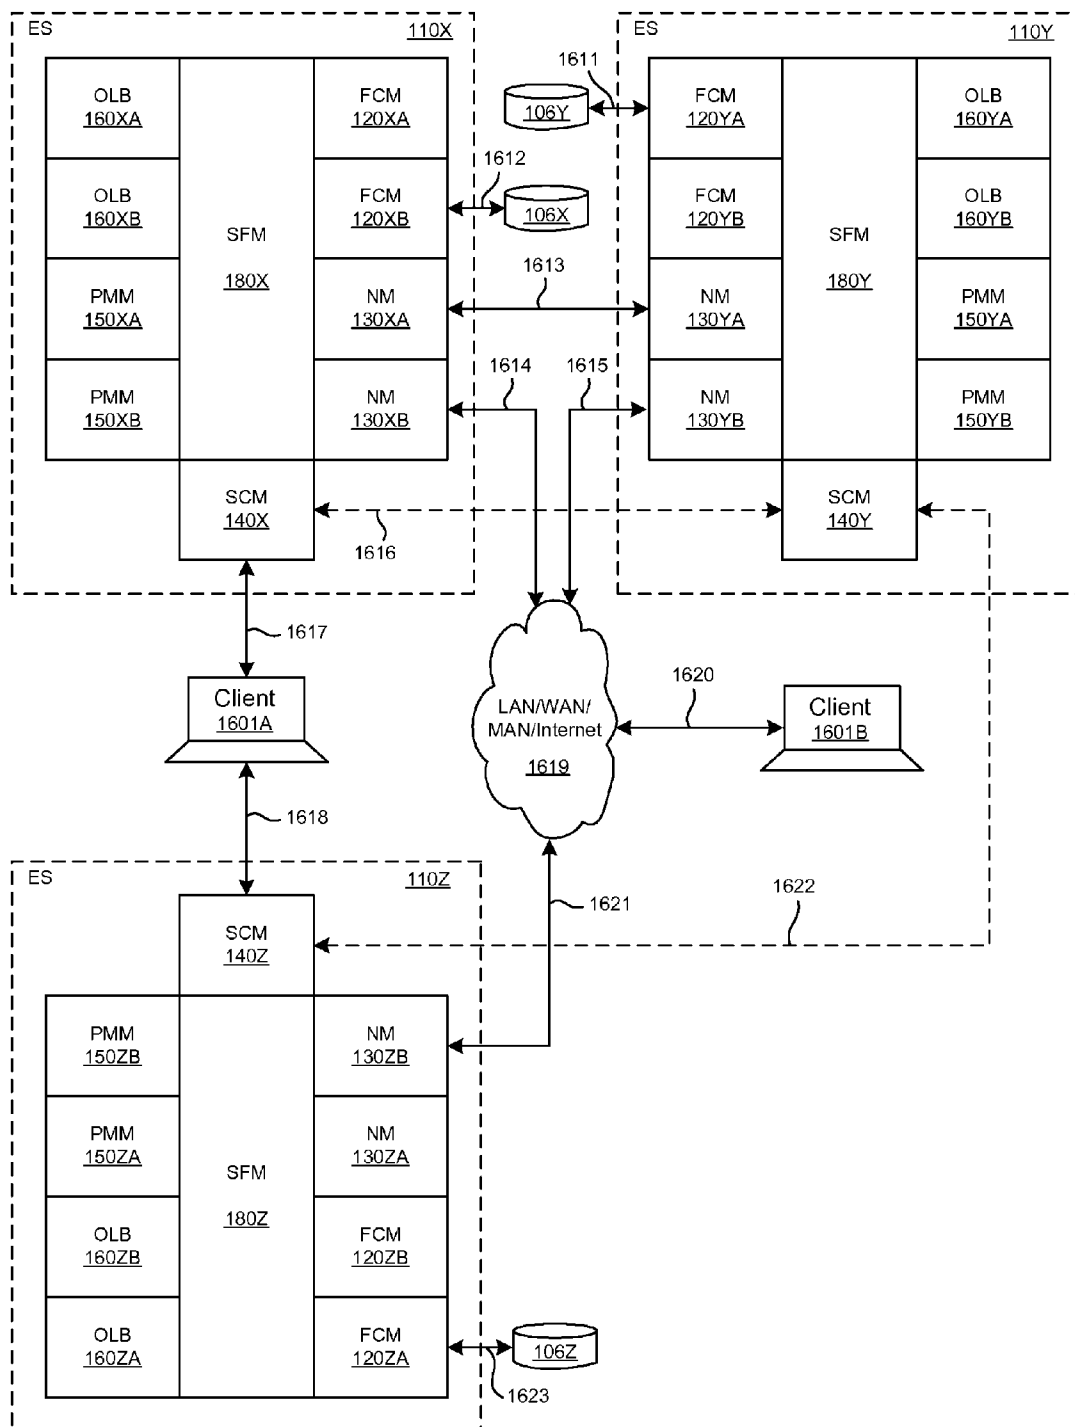 ES
110X
OLB
160XA
FCM
120XA
OLB
160XB
FCM
120XB
SFM
180X
PMM
150XA
NM
130XA
PMM
150XB
NM
130XB
SCM
140X
1611
106Y
1612
106X
1613
1614
1615
1616
ES
110Y
FCM
120YA
OLB
160YA
FCM
120YB
OLB
160YB
SFM
180Y
NM
130YA
PMM
150YA
NM
130YB
PMM
150YB
SCM
140Y
1617
Client
1601A
1618
LAN/WAN/
MAN/Internet
1619
1620
Client
1601B
1621
1622
ES
110Z
SCM
140Z
PMM
150ZB
NM
130ZB
PMM
150ZA
NM
130ZA
SFM
180Z
OLB
160ZB
FCM
120ZB
OLB
160ZA
FCM
120ZA
106Z
1623